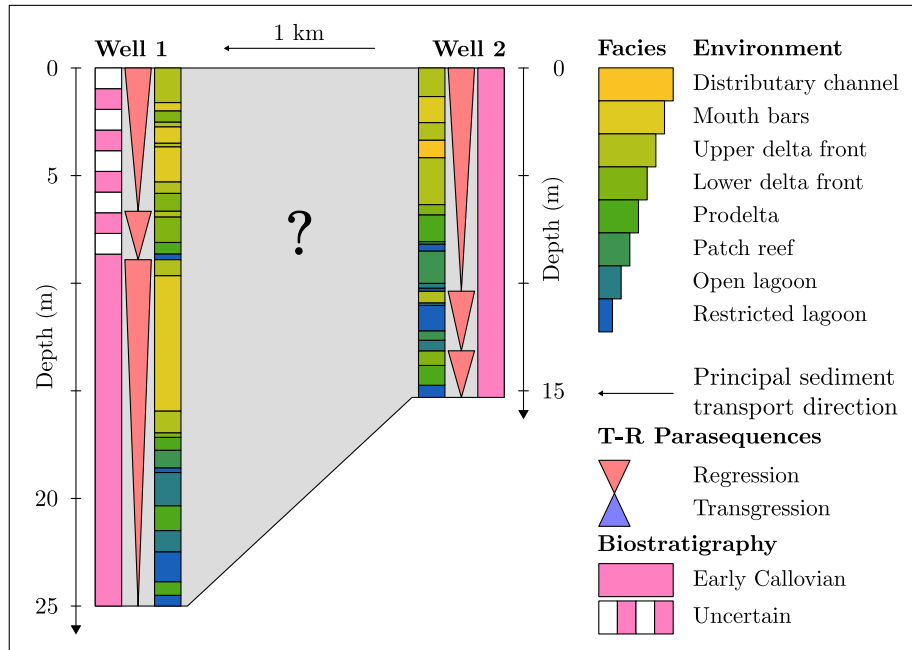 Well 1
1 km
Well 2
0
5
20
25
Depth (m)
?
0
15
Depth (m)
Facies
Environment
Distributary channel
Mouth bars
Upper delta front
Lower delta front
Prodelta
Patch reef
Open lagoon
Restricted lagoon
Principal sediment
transport direction
T-R Parasequences
Regression
Transgression
Biostratigraphy
Early Callovian
Uncertain